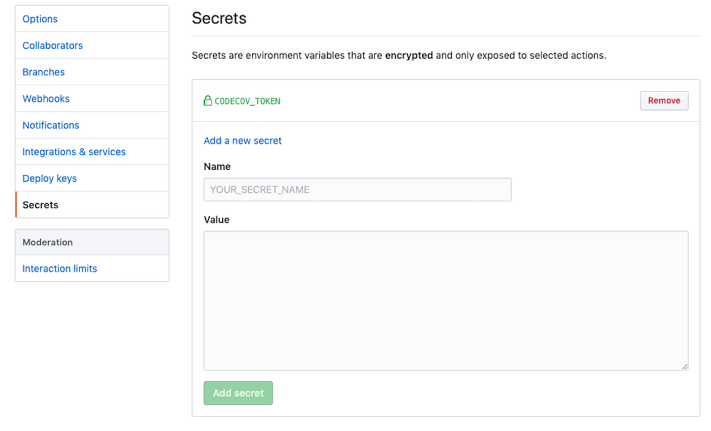 Options
Collaborators
Branches
Webhooks
Notifications
Integrations & services
Deploy keys
Secrets
Moderation
Interaction limits
Secrets
Secrets are environment variables that are encrypted and only exposed to selected actions.
CODECOV_TOKEN
Remove
Add a new secret
Name
YOUR_SECRET_NAME
Value
Add secret